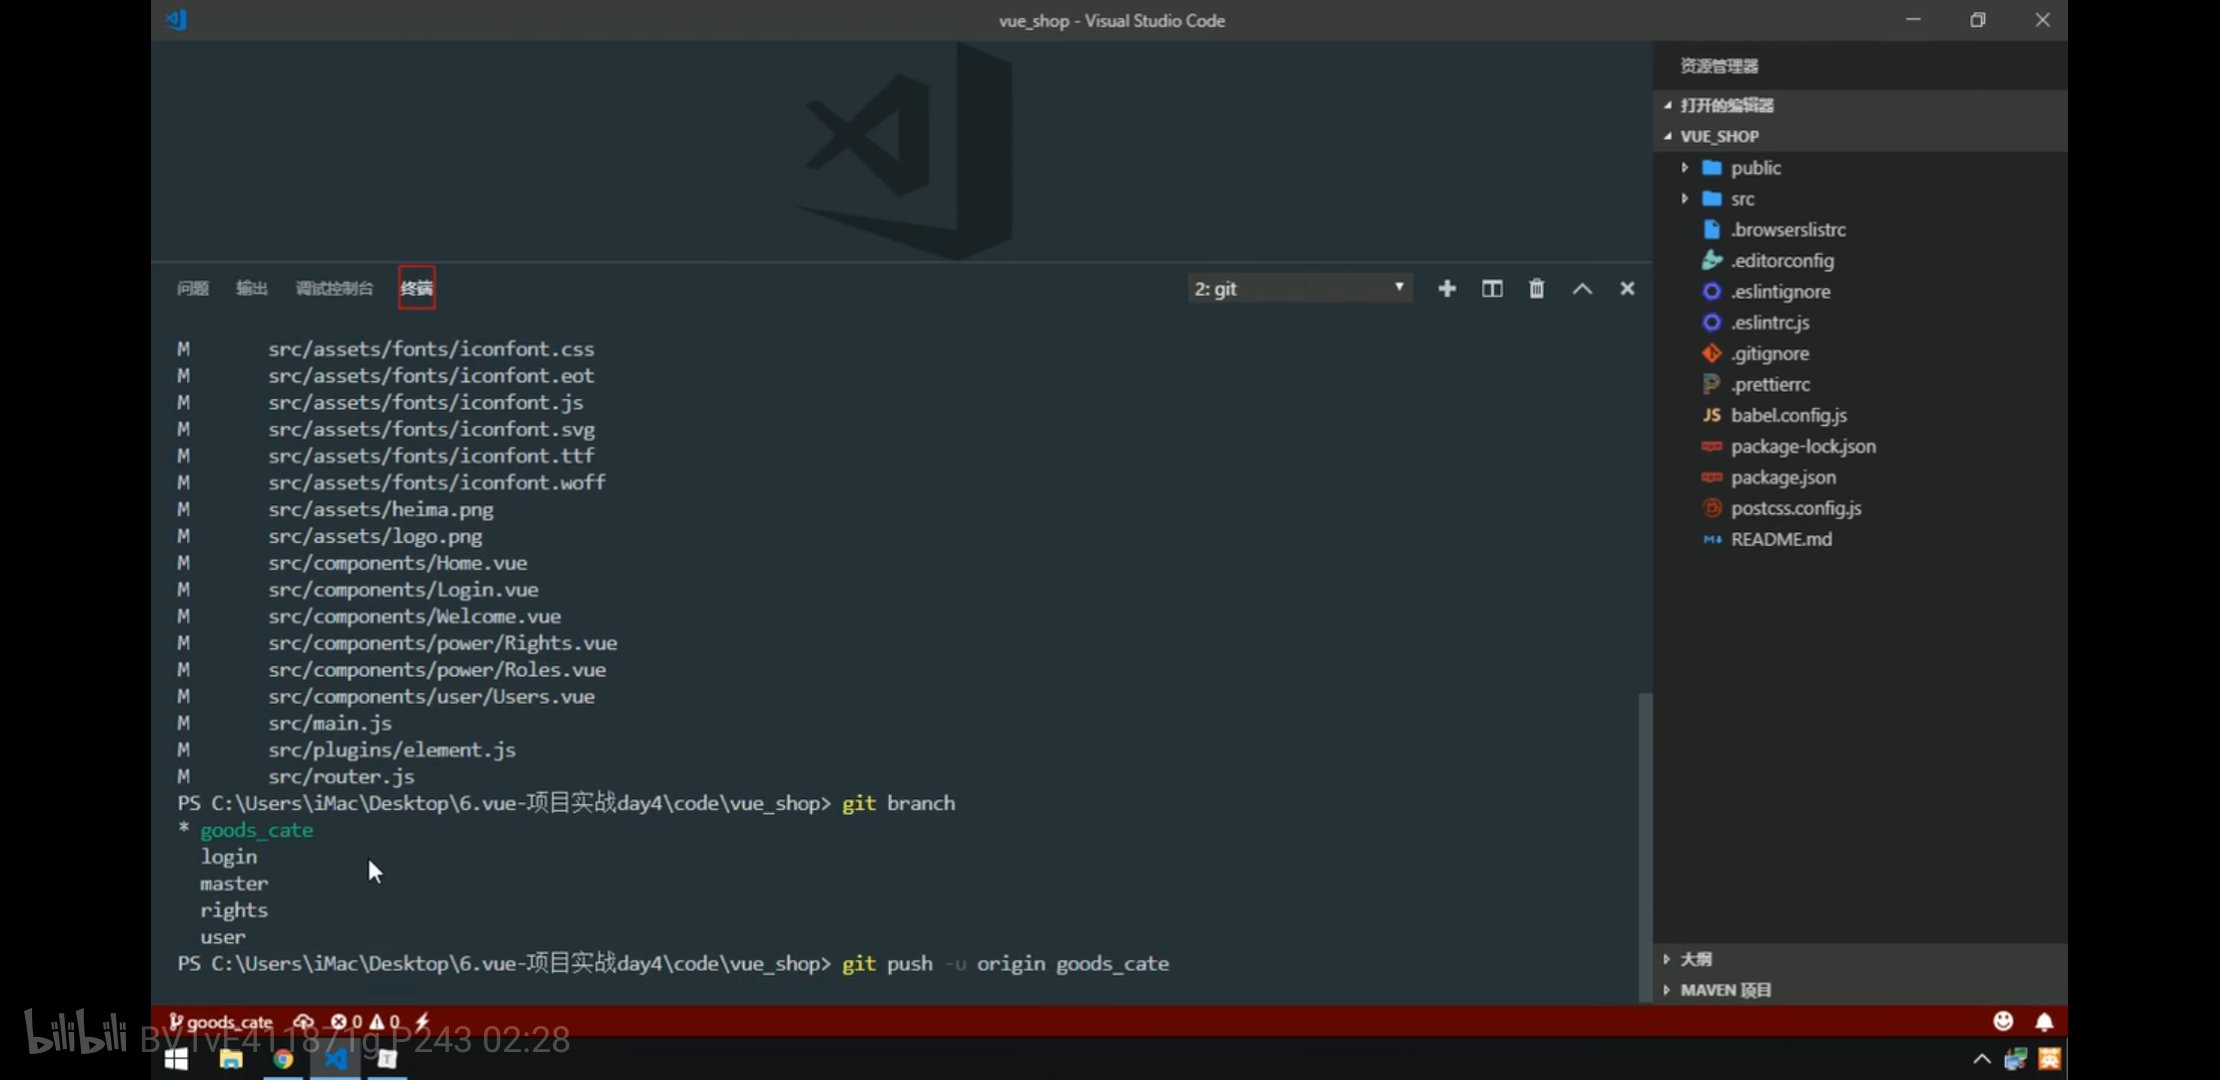 vue_shop - Visual Studio Code
资源管理器
打开的编辑器
VUE_SHOP
public
src
.browserslistrc
.editorconfig
.eslintignore
.eslintrc.js
.gitignore
.prettierrc
JS babel.config.js
package-lock.json
package.json
postcss.config.js
M README.md
大纲
MAVEN 项目
问题 输出 调试控制台 终端 2: git
M src/assets/fonts/iconfont.css
M src/assets/fonts/iconfont.eot
M src/assets/fonts/iconfont.js
M src/assets/fonts/iconfont.svg
M src/assets/fonts/iconfont.ttf
M src/assets/fonts/iconfont.woff
M src/assets/heima.png
M src/assets/logo.png
M src/components/Home.vue
M src/components/Login.vue
M src/components/Welcome.vue
M src/components/power/Rights.vue
M src/components/power/Roles.vue
M src/components/user/Users.vue
M src/main.js
M src/plugins/element.js
M src/router.js
PS C:\Users\iMac\Desktop\6.vue-项目实战day4\code\vue_shop> git branch
* goods_cate
login
master
rights
user
PS C:\Users\iMac\Desktop\6.vue-项目实战day4\code\vue_shop> git push -u origin goods_cate
goods_cate 0 0
bilibili BV1vE411871g P243 02:28
英